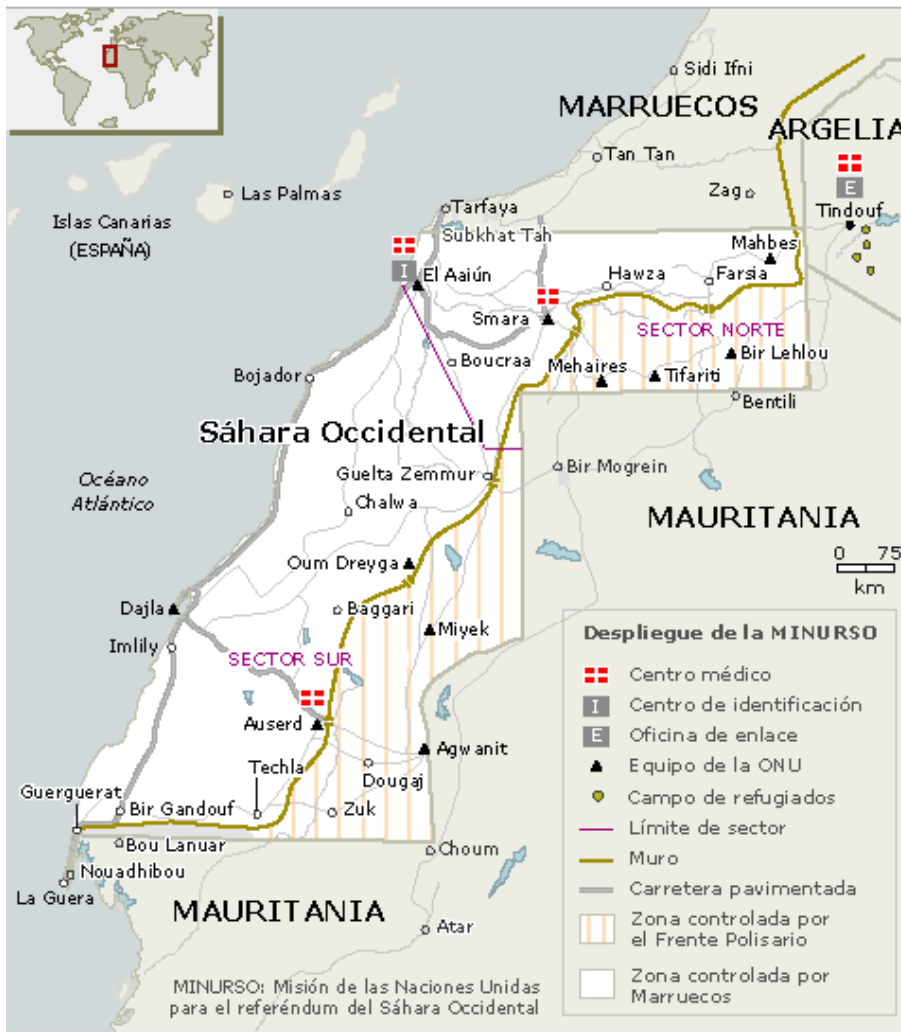 Sidi Ifni
MARRUECOS
ARGELIA
Tan Tan
E
Zag
Las Palmas
Tindouf
Tarfaya
Islas Canarias
(ESPAÑA)
Subkhat Tah
Mahbes
I
El Aaiún
Hawza
Farsia
Smara
SECTOR NORTE
Boucraa
Bir Lehlou
Mehaires
Tifariti
Bojador
Bentili
Sáhara Occidental
Bir Mogrein
Guelta Zemmur
Océano
Atlántico
Chalwa
MAURITANIA
0 75
km
Oum Dreyga
Dajla
Baggari
Miyek
Imlily
SECTOR SUR
Auserd
Agwanit
Techla
Dougaj
Guerguerat
Bir Gandouf
Zuk
Bou Lanuar
Choum
Nouadhibou
La Guera
MAURITANIA
Atar
MINURSO: Misión de las Naciones Unidas
para el referéndum del Sáhara Occidental
Despliegue de la MINURSO
Centro médico
I Centro de identificación
E Oficina de enlace
Equipo de la ONU
Campo de refugiados
Límite de sector
Muro
Carretera pavimentada
Zona controlada por
el Frente Polisario
Zona controlada por
Marruecos